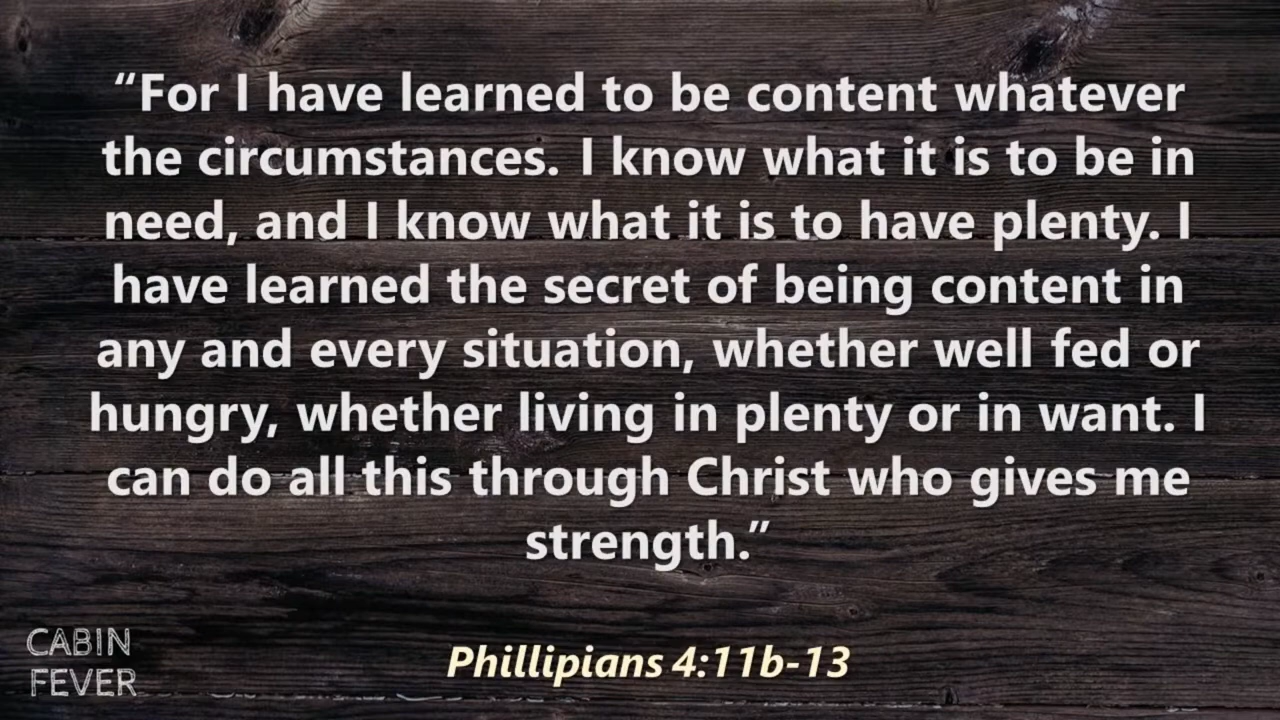 “For I have learned to be content whatever
the circumstances. I know what it is to be in
need, and I know what it is to have plenty. I
have learned the secret of being content in
any and every situation, whether well fed or
hungry, whether living in plenty or in want. I
can do all this through Christ who gives me
strength.”
CABIN
FEVER
Phillipians 4:11b-13